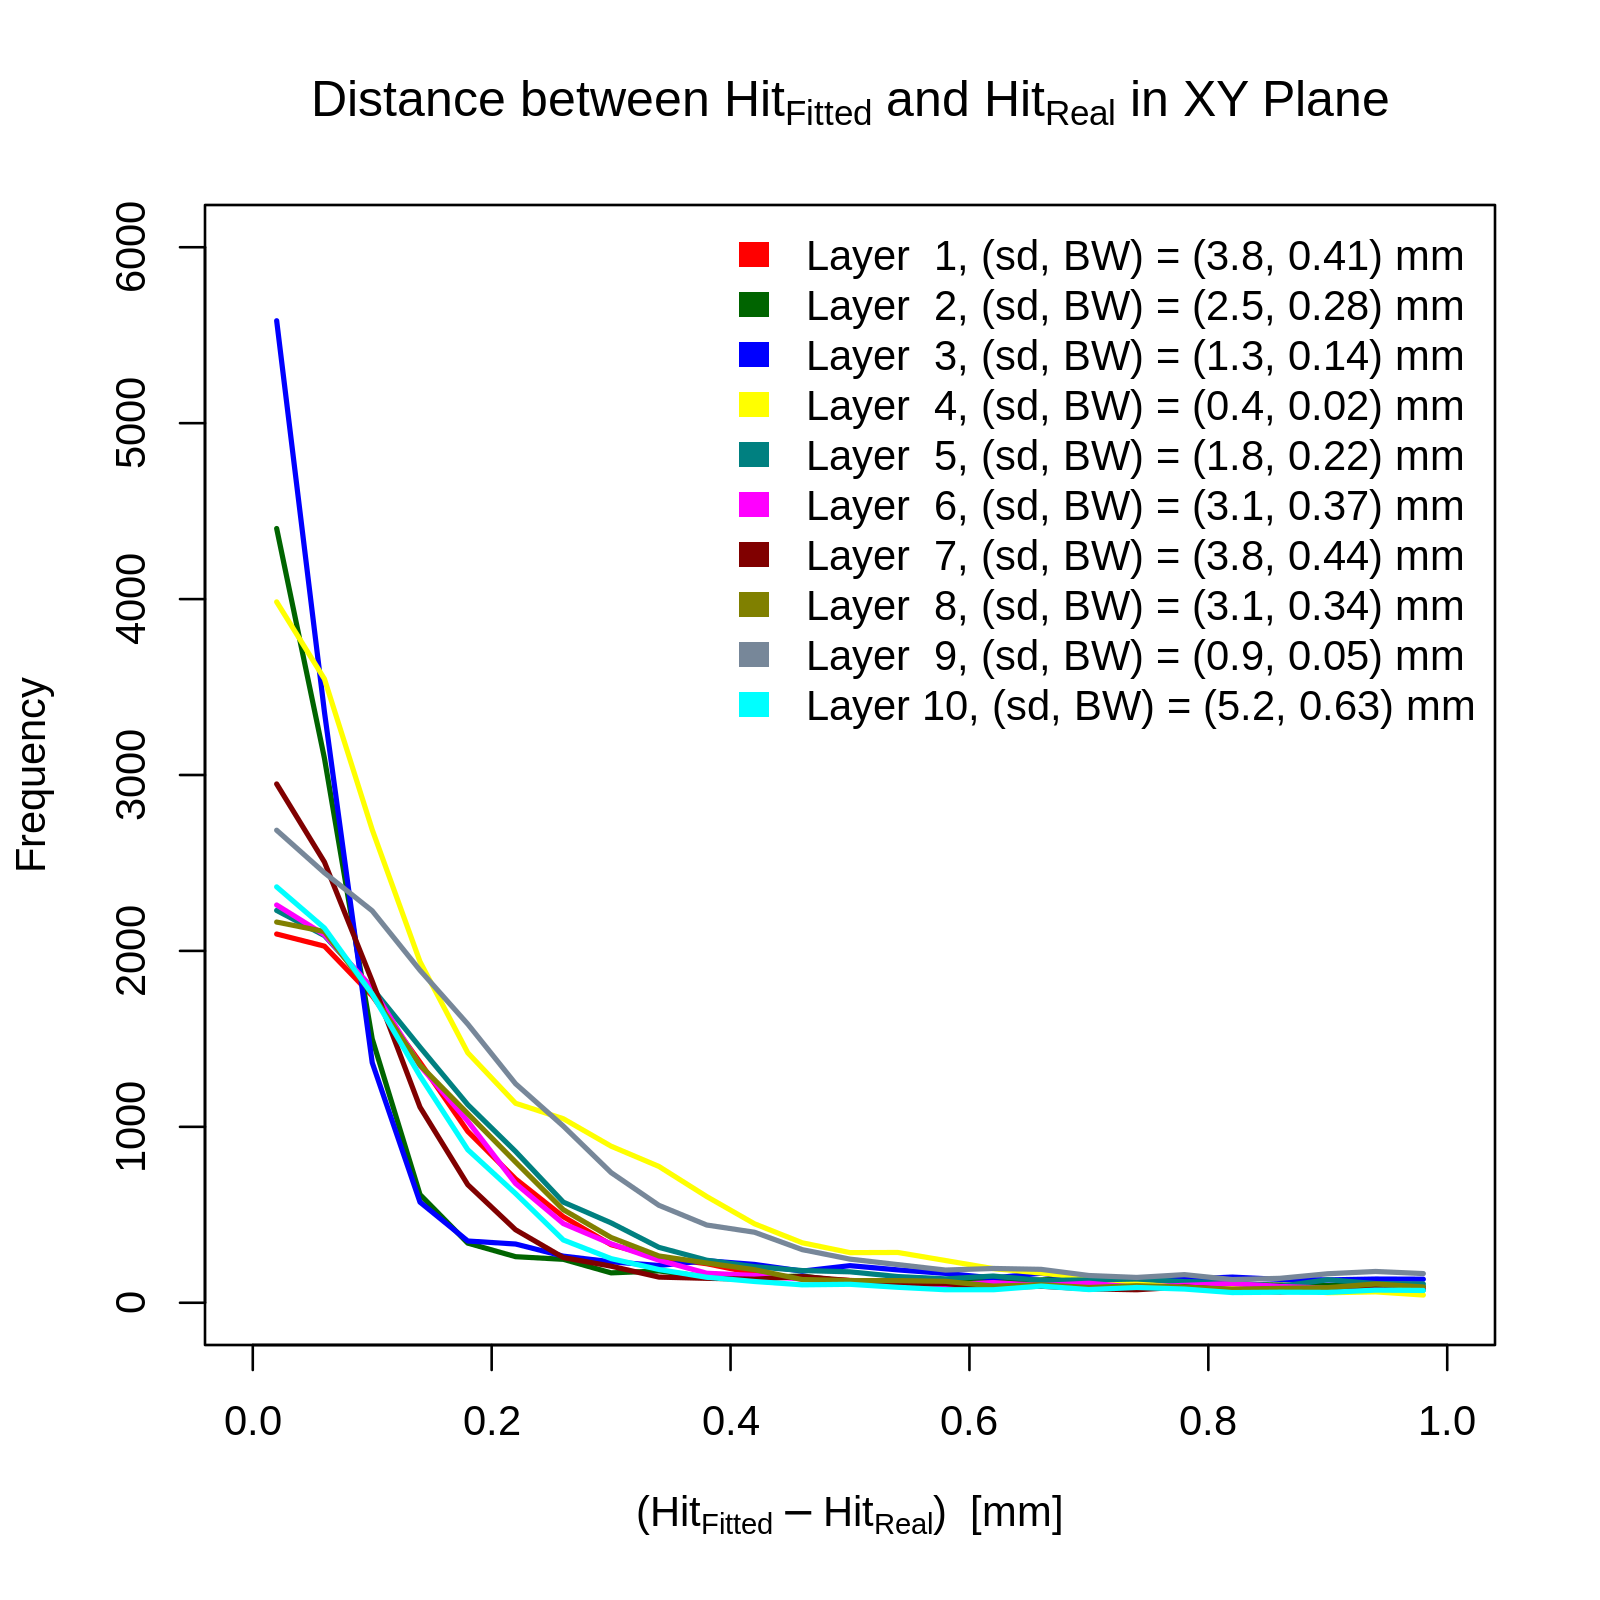 Distance between HitFitted and HitReal in XY Plane
6000
5000
4000
3000
2000
1000
0
Frequency
Layer  1, (sd, BW) = (3.8, 0.41) mm
Layer  2, (sd, BW) = (2.5, 0.28) mm
Layer  3, (sd, BW) = (1.3, 0.14) mm
Layer  4, (sd, BW) = (0.4, 0.02) mm
Layer  5, (sd, BW) = (1.8, 0.22) mm
Layer  6, (sd, BW) = (3.1, 0.37) mm
Layer  7, (sd, BW) = (3.8, 0.44) mm
Layer  8, (sd, BW) = (3.1, 0.34) mm
Layer  9, (sd, BW) = (0.9, 0.05) mm
Layer 10, (sd, BW) = (5.2, 0.63) mm
0.0 0.2 0.4 0.6 0.8 1.0
(HitFitted − HitReal)  [mm]